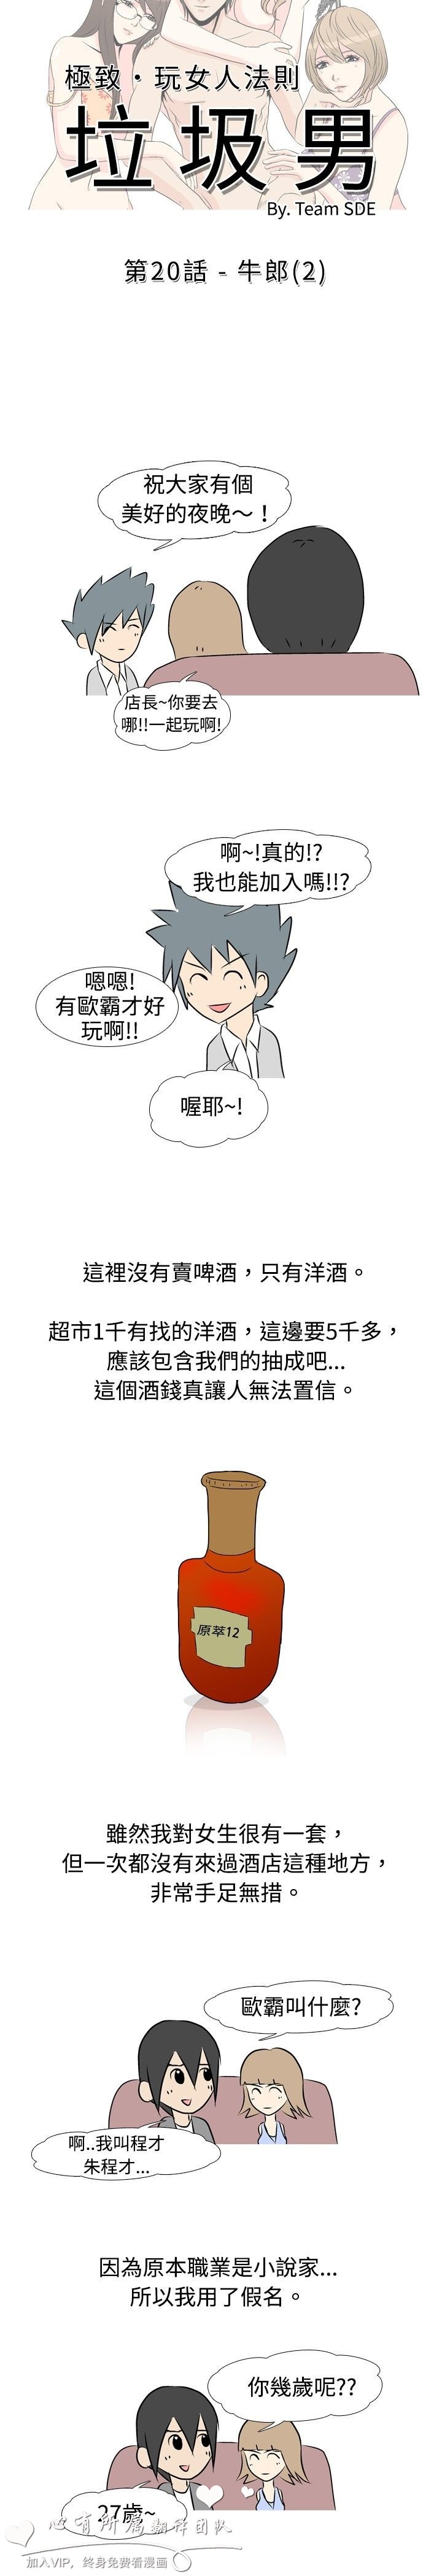 極致・玩女人法則
垃圾男
By. Team SDE
第20話 - 牛郎(2)
祝大家有個
美好的夜晚～！
店長~你要去
哪!!一起玩啊!
啊~!真的!?
我也能加入嗎!!?
嗯嗯!
有歐霸才好
玩啊!!
喔耶~!
這裡沒有賣啤酒，只有洋酒。
超市1千有找的洋酒，這邊要5千多，
應該包含我們的抽成吧...
這個酒錢真讓人無法置信。
原萃12
雖然我對女生很有一套，
但一次都沒有來過酒店這種地方，
非常手足無措。
歐霸叫什麼?
啊..我叫程才
朱程才...
因為原本職業是小說家...
所以我用了假名。
你幾歲呢??
27歲~
心有所屬翻譯团队
加入VIP，终身免费看漫画